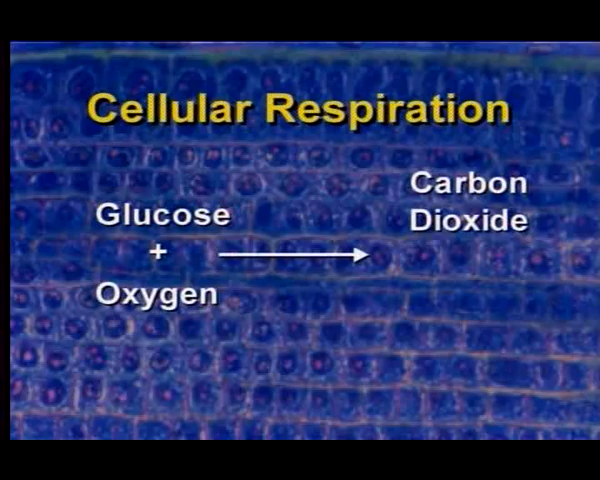 Cellular Respiration
Glucose
+
Oxygen
Carbon
Dioxide